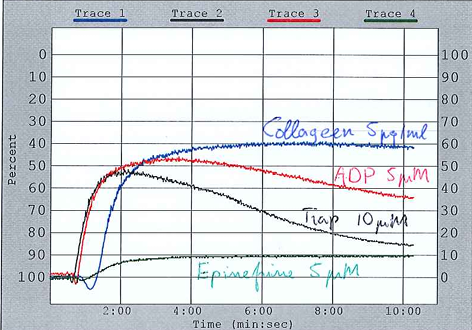 Trace 1 Trace 2 Trace 3 Trace 4
0 100
10 90
20 80
30 70
40 60
50 50
60 40
70 30
80 20
90 10
100 0
Percent
Collageen 5µg/ml
ADP 5µM
Trap 10µM
Epinefrine 5µM
2:00 4:00 6:00 8:00 10:00
Time (min:sec)